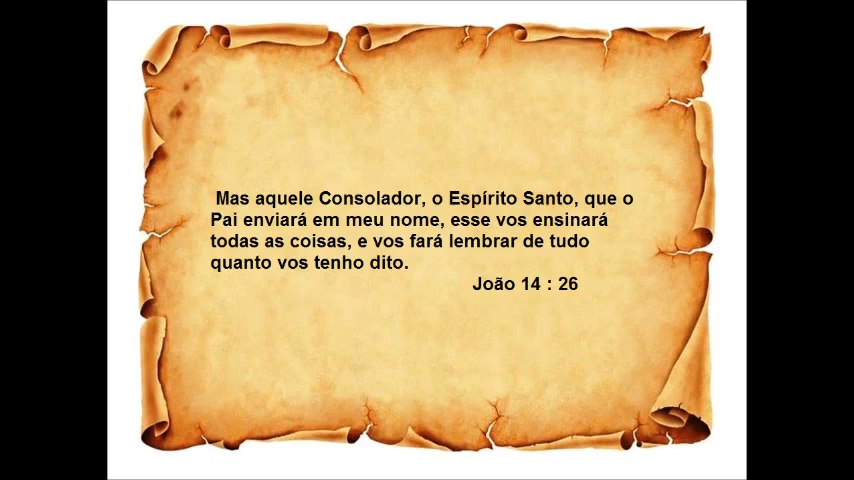 Mas aquele Consolador, o Espírito Santo, que o
Pai enviará em meu nome, esse vos ensinará
todas as coisas, e vos fará lembrar de tudo
quanto vos tenho dito.
João 14 : 26